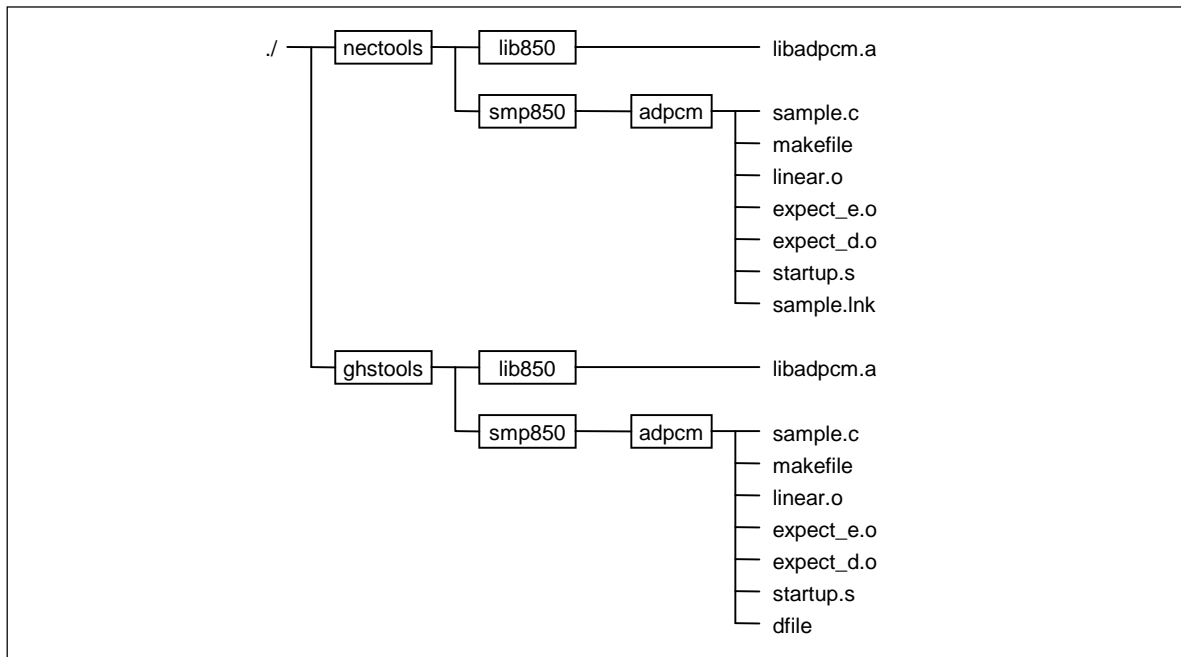 ./ nectools lib850 libadpcm.a
smp850 adpcm sample.c
makefile
linear.o
expect_e.o
expect_d.o
startup.s
sample.lnk
ghstools lib850 libadpcm.a
smp850 adpcm sample.c
makefile
linear.o
expect_e.o
expect_d.o
startup.s
dfile